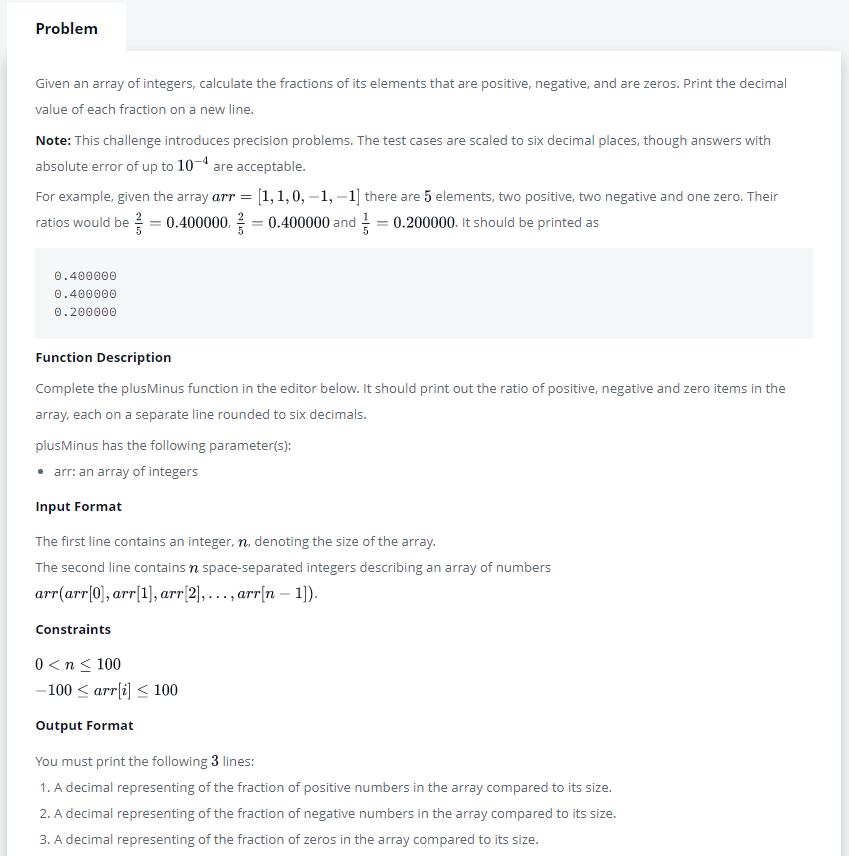 Problem
Given an array of integers, calculate the fractions of its elements that are positive, negative, and are zeros. Print the decimal
value of each fraction on a new line.
Note: This challenge introduces precision problems. The test cases are scaled to six decimal places, though answers with
absolute error of up to 10⁻⁴ are acceptable.
For example, given the array arr = [1, 1, 0, −1, −1] there are 5 elements, two positive, two negative and one zero. Their
ratios would be 2/5 = 0.400000, 2/5 = 0.400000 and 1/5 = 0.200000. It should be printed as
0.400000
0.400000
0.200000
Function Description
Complete the plusMinus function in the editor below. It should print out the ratio of positive, negative and zero items in the
array, each on a separate line rounded to six decimals.
plusMinus has the following parameter(s):
• arr: an array of integers
Input Format
The first line contains an integer, n, denoting the size of the array.
The second line contains n space-separated integers describing an array of numbers
arr(arr[0], arr[1], arr[2], . . . , arr[n − 1]).
Constraints
0 < n ≤ 100
−100 ≤ arr[i] ≤ 100
Output Format
You must print the following 3 lines:
1. A decimal representing of the fraction of positive numbers in the array compared to its size.
2. A decimal representing of the fraction of negative numbers in the array compared to its size.
3. A decimal representing of the fraction of zeros in the array compared to its size.